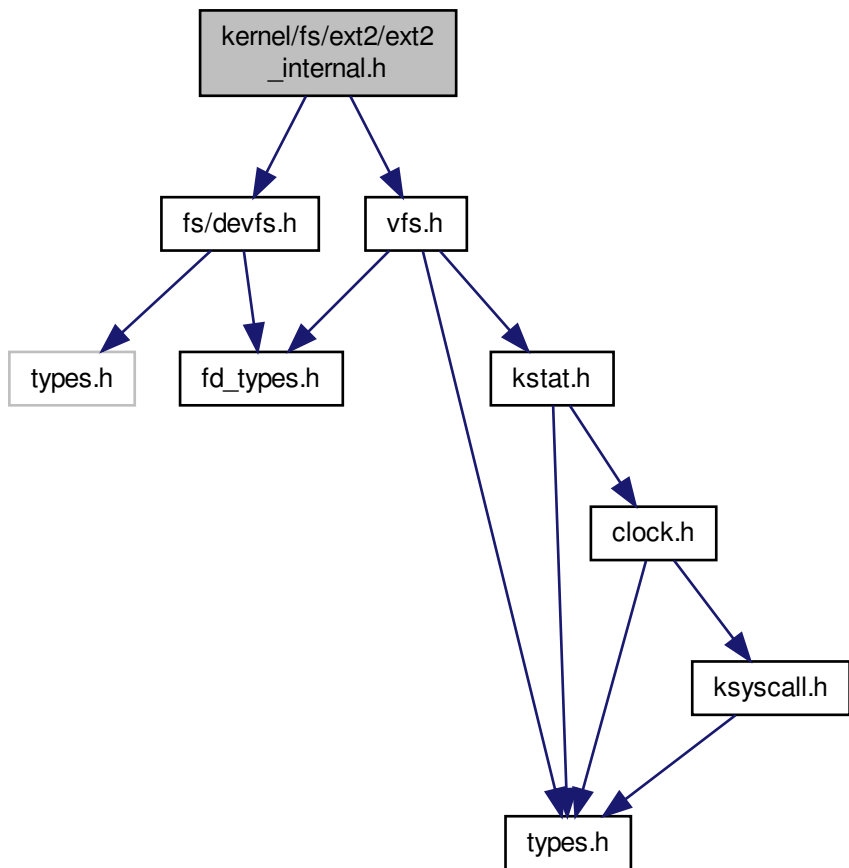 kernel/fs/ext2/ext2
_internal.h
fs/devfs.h
vfs.h
types.h
fd_types.h
kstat.h
clock.h
ksyscall.h
types.h